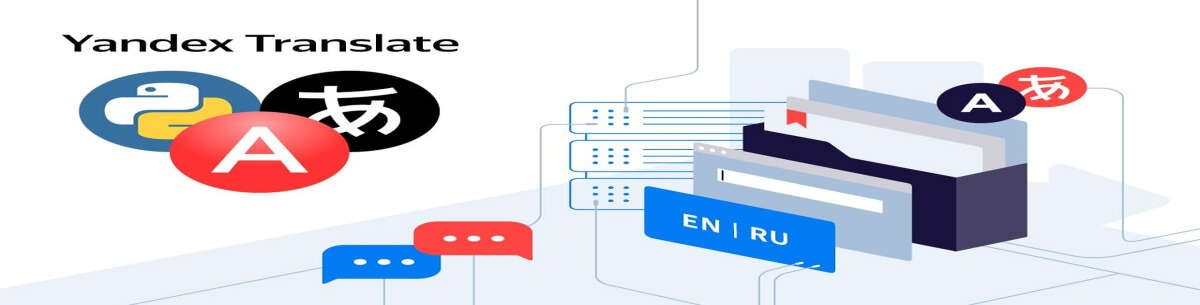 Yandex Translate
あ
A
A
あ
EN | RU